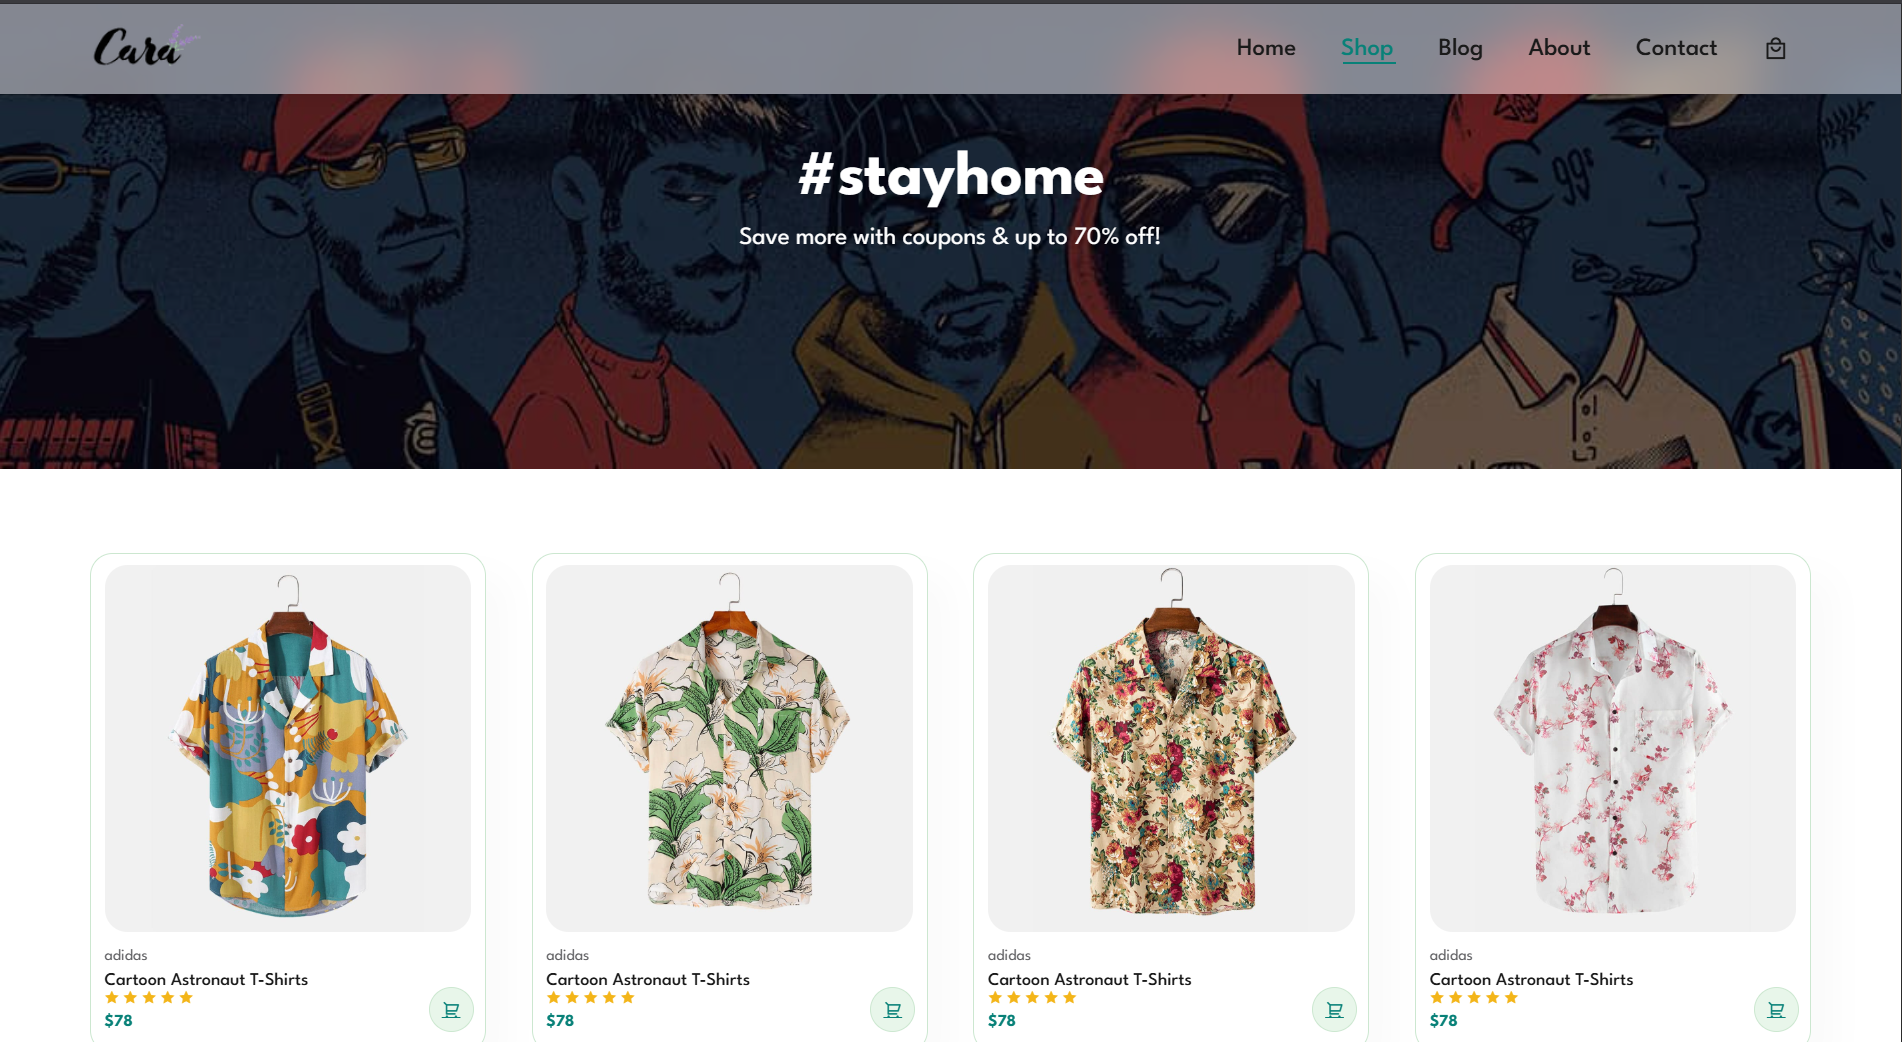 Cara
Home Shop Blog About Contact
#stayhome
Save more with coupons & up to 70% off!
99¢
adidas adidas adidas adidas
Cartoon Astronaut T-Shirts Cartoon Astronaut T-Shirts Cartoon Astronaut T-Shirts Cartoon Astronaut T-Shirts
$78 $78 $78 $78